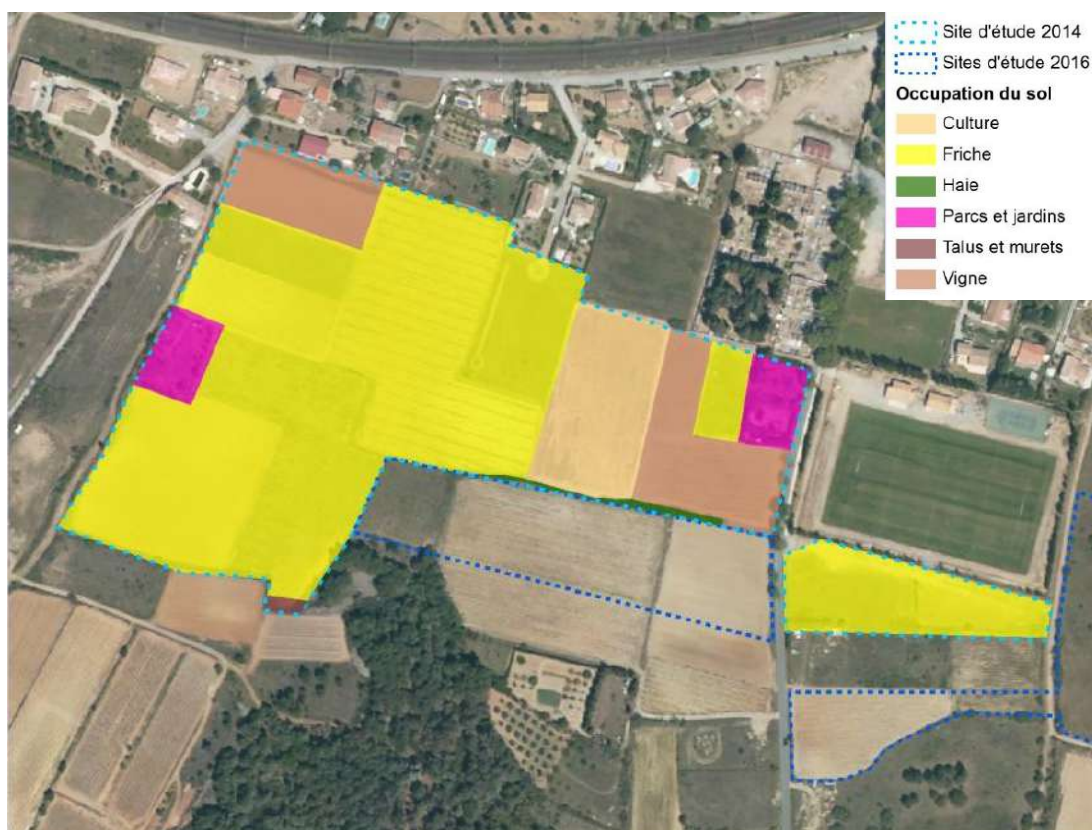 Site d'étude 2014
Sites d'étude 2016
Occupation du sol
Culture
Friche
Haie
Parcs et jardins
Talus et murets
Vigne